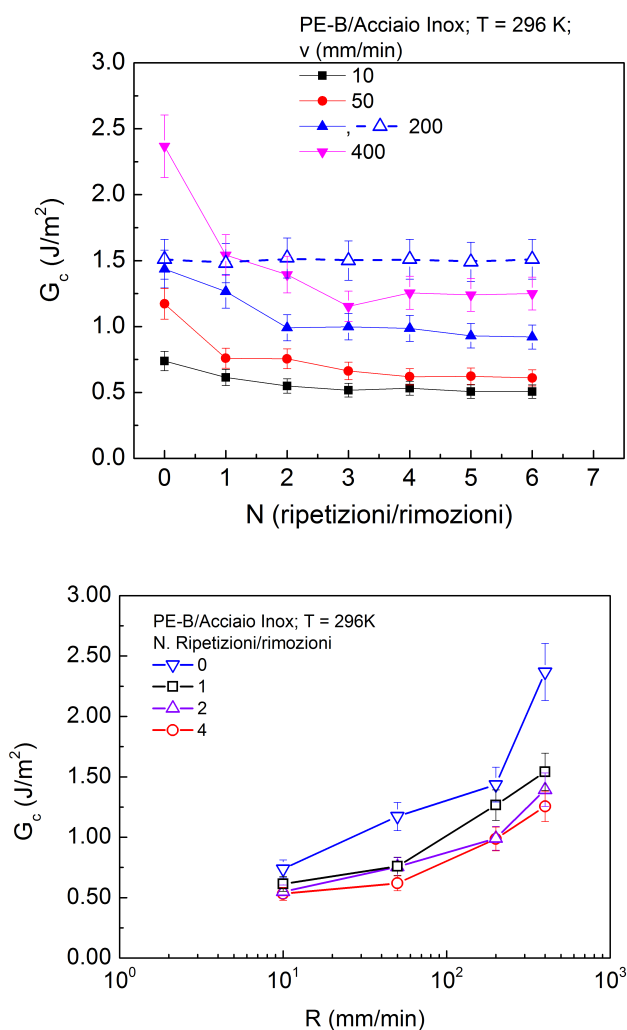 PE-B/Acciaio Inox; T = 296 K;
v (mm/min)
10
50
, 200
400
3.0
2.5
2.0
1.5
1.0
0.5
0.0
G_c (J/m²)
0 1 2 3 4 5 6 7
N (ripetizioni/rimozioni)
PE-B/Acciaio Inox; T = 296K
N. Ripetizioni/rimozioni
0
1
2
4
3.00
2.50
2.00
1.50
1.00
0.50
0.00
G_c (J/m²)
10⁰ 10¹ 10² 10³
R (mm/min)